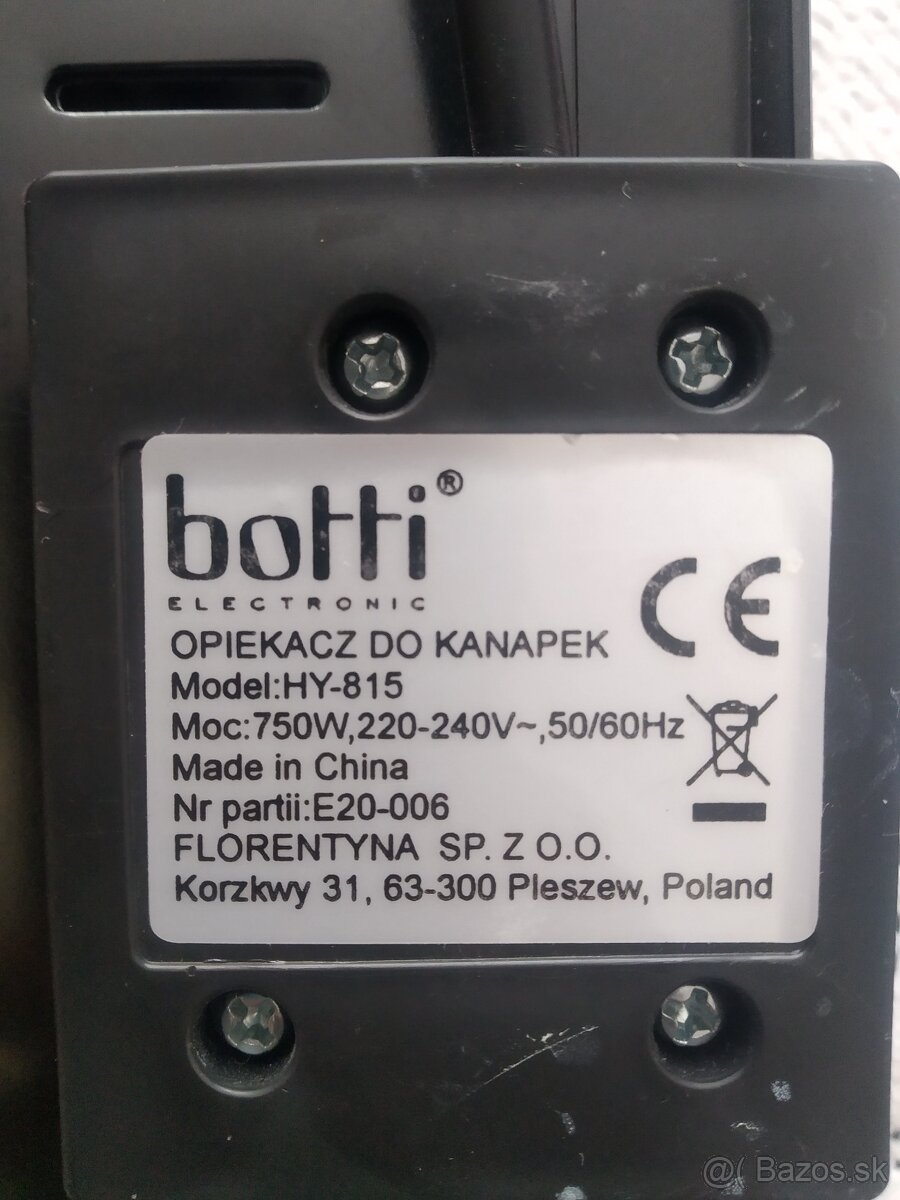 botti®
ELECTRONIC
CE
OPIEKACZ DO KANAPEK
Model:HY-815
Moc:750W,220-240V~,50/60Hz
Made in China
Nr partii:E20-006
FLORENTYNA SP. Z O.O.
Korzkwy 31, 63-300 Pleszew, Poland
@( Bazos.sk